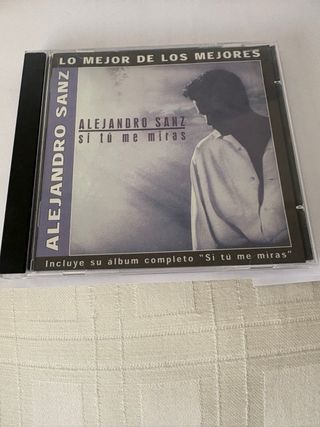 LO MEJOR DE LOS MEJORES
ALEJANDRO SANZ
ALEJANDRO SANZ
si tú me miras
Incluye su álbum completo "Si tú me miras"